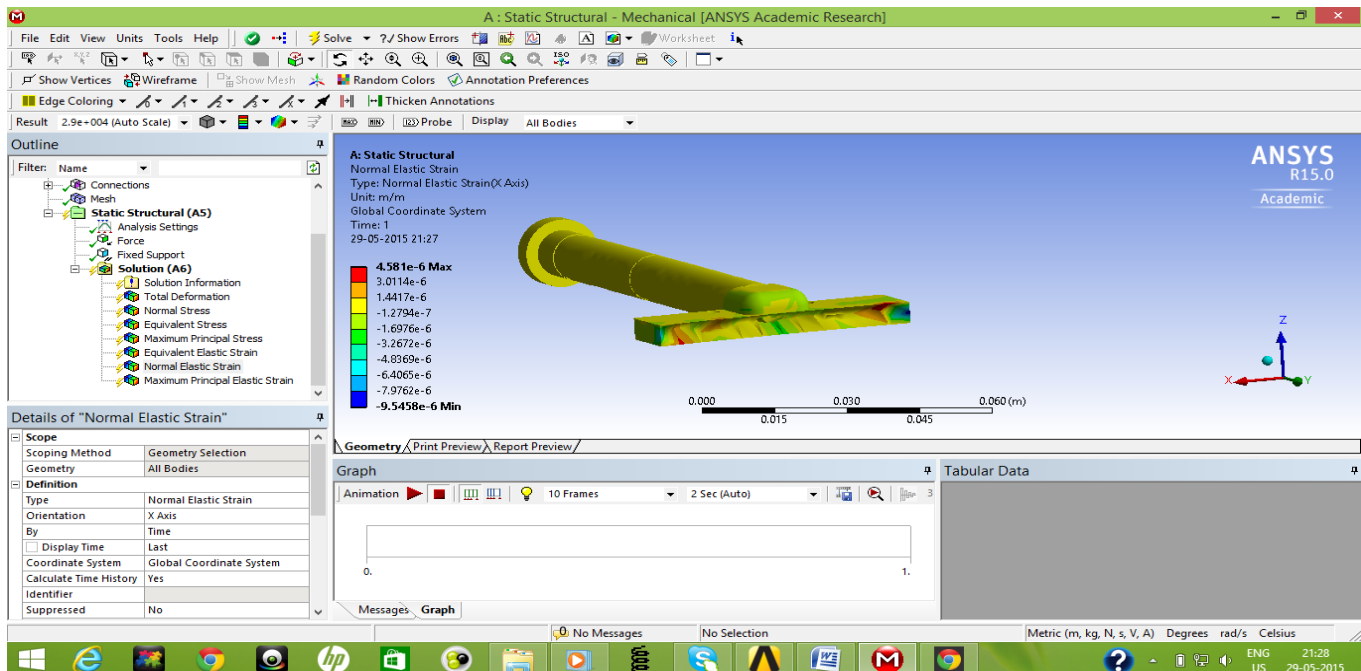 A : Static Structural - Mechanical [ANSYS Academic Research]
File Edit View Units Tools Help Solve ?/ Show Errors Worksheet
Show Vertices Wireframe Show Mesh Random Colors Annotation Preferences
Edge Coloring Thicken Annotations
Result 2.9e+004 (Auto Scale) MAX MIN 123 Probe Display All Bodies
Outline
Filter: Name
Connections
Mesh
Static Structural (A5)
Analysis Settings
Force
Fixed Support
Solution (A6)
Solution Information
Total Deformation
Normal Stress
Equivalent Stress
Maximum Principal Stress
Equivalent Elastic Strain
Normal Elastic Strain
Maximum Principal Elastic Strain
Details of "Normal Elastic Strain"
Scope
Scoping Method Geometry Selection
Geometry All Bodies
Definition
Type Normal Elastic Strain
Orientation X Axis
By Time
Display Time Last
Coordinate System Global Coordinate System
Calculate Time History Yes
Identifier
Suppressed No
A: Static Structural
Normal Elastic Strain
Type: Normal Elastic Strain(X Axis)
Unit: m/m
Global Coordinate System
Time: 1
29-05-2015 21:27
4.581e-6 Max
3.0114e-6
1.4417e-6
-1.2794e-7
-1.6976e-6
-3.2672e-6
-4.8369e-6
-6.4065e-6
-7.9762e-6
-9.5458e-6 Min
ANSYS
R15.0
Academic
Z
X
Y
0.000 0.030 0.060 (m)
0.015 0.045
Geometry Print Preview Report Preview
Graph
Animation 10 Frames 2 Sec (Auto) 3
0. 1.
Messages Graph
Tabular Data
0 No Messages No Selection Metric (m, kg, N, s, V, A) Degrees rad/s Celsius
ENG 21:28
US 29-05-2015